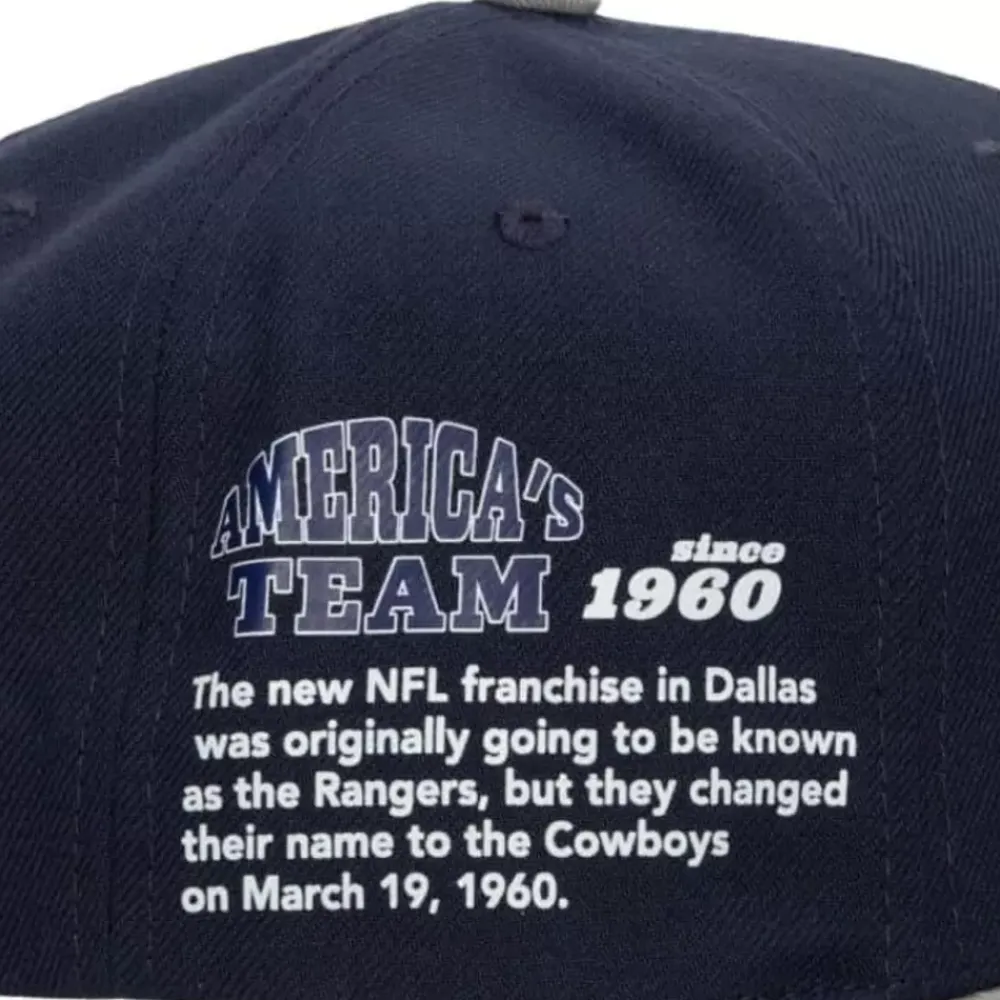 AMERICA'S
TEAM
since
1960
The new NFL franchise in Dallas
was originally going to be known
as the Rangers, but they changed
their name to the Cowboys
on March 19, 1960.